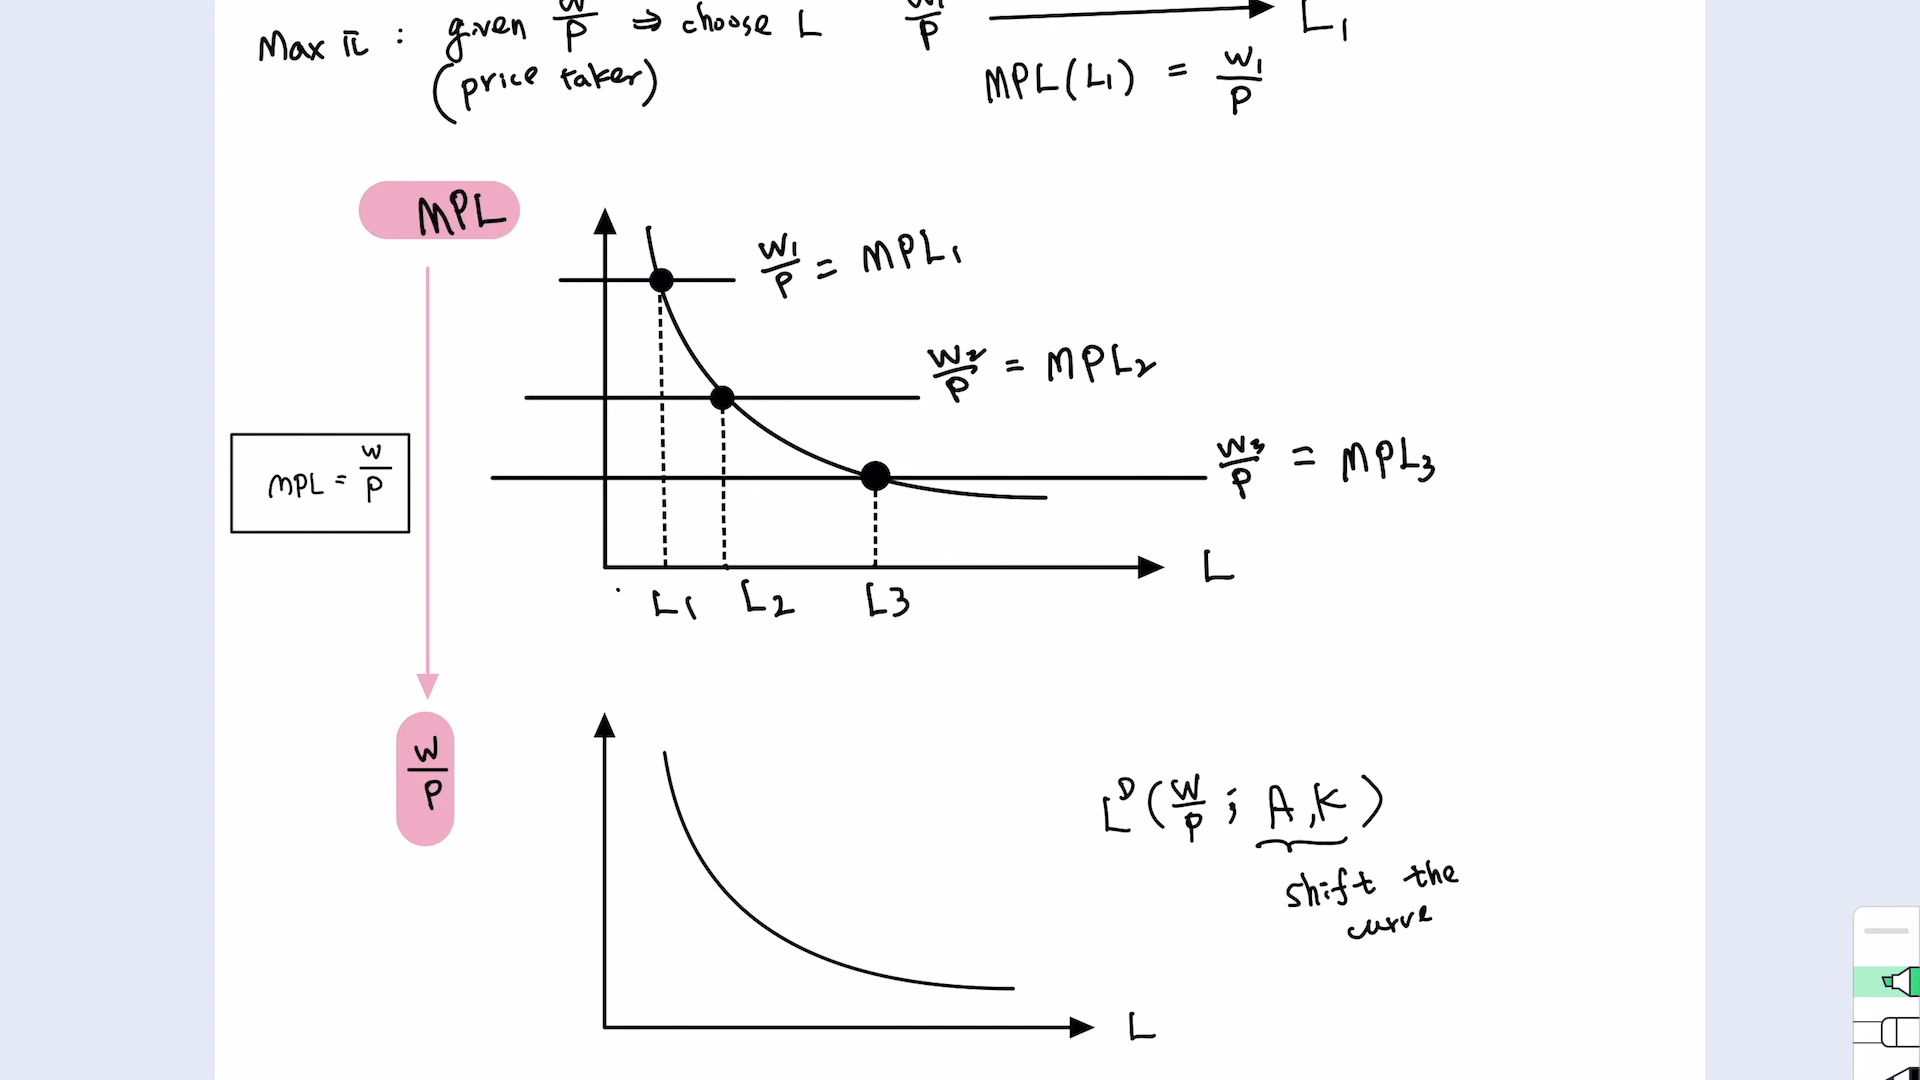 Max π : given w/P ⇒ choose L
(price taker)
w1/P → L1
MPL(L1) = w1/P
MPL
w1/P = MPL1
w2/P = MPL2
w3/P = MPL3
MPL = w/P
L
L1 L2 L3
w/P
L^D (w/P ; A, K)
shift the
curve
L